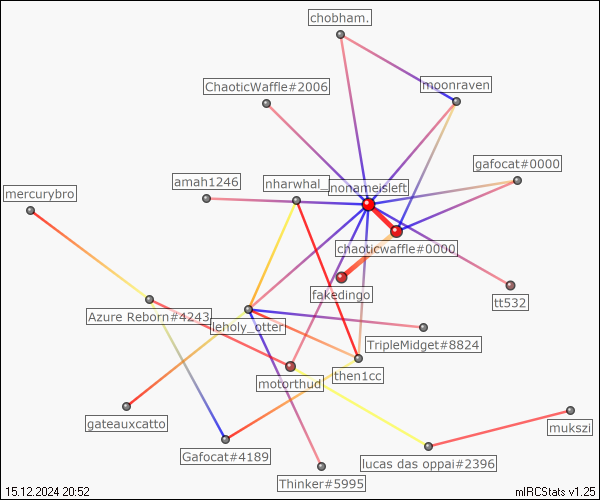 chobham.
ChaoticWaffle#2006
moonraven
gafocat#0000
amah1246
nharwhal_
nonameisleft
mercurybro
chaoticwaffle#0000
fakedingo
tt532
Azure Reborn#4243
leholy_otter
TripleMidget#8824
motorthud
then1cc
gateauxcatto
mukszi
Gafocat#4189
lucas das oppai#2396
Thinker#5995
15.12.2024 20:52
mIRCStats v1.25